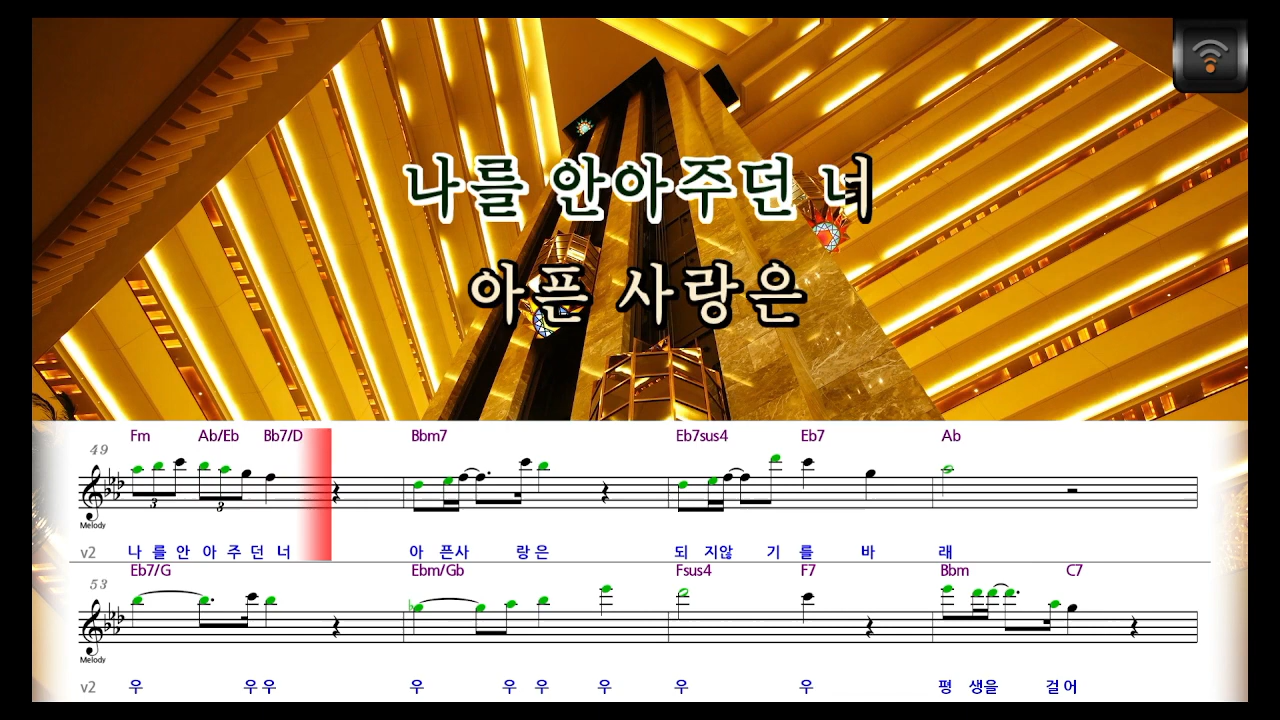 나를 안아주던 너
아픈 사랑은
Fm Ab/Eb Bb7/D Bbm7 Eb7sus4 Eb7 Ab
49
3 3
Melody
v2 나 를 안 아 주 던 너 아 픈사 랑 은 되 지않 기 를 바 래
Eb7/G Ebm/Gb Fsus4 F7 Bbm C7
53
Melody
v2 우 우 우 우 우 우 우 우 우 평 생을 걸 어